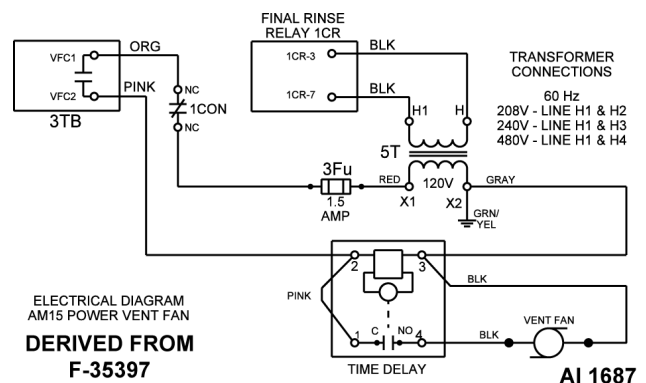 FINAL RINSE
RELAY 1CR
ORG
BLK
VFC1
1CR-3
TRANSFORMER
CONNECTIONS
PINK
NC
VFC2
1CR-7
BLK
60 Hz
1CON
H1
H
208V - LINE H1 & H2
3TB
240V - LINE H1 & H3
NC
480V - LINE H1 & H4
5T
3Fu
RED
120V
GRAY
1.5
AMP
X1
X2
GRN/
YEL
2
3
BLK
PINK
ELECTRICAL DIAGRAM
AM15 POWER VENT FAN
VENT FAN
1
C
NO
4
BLK
DERIVED FROM
F-35397
TIME DELAY
AI 1687